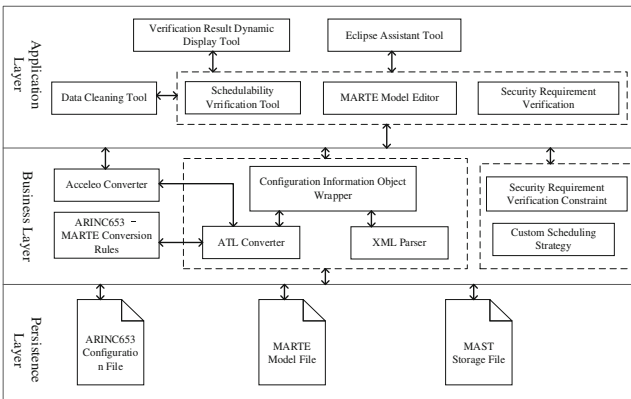 Application
Layer
Verification Result Dynamic
Display Tool
Eclipse Assistant Tool
Data Cleaning Tool
Schedulability
Vrification Tool
MARTE Model Editor
Security Requirement
Verification
Business Layer
Acceleo Converter
Configuration Information Object
Wrapper
Security Requirement
Verification Constraint
ARINC653 –
MARTE Conversion
Rules
ATL Converter
XML Parser
Custom Scheduling
Strategy
Persistence
Layer
ARINC653
Configuratio
n File
MARTE
Model File
MAST
Storage File